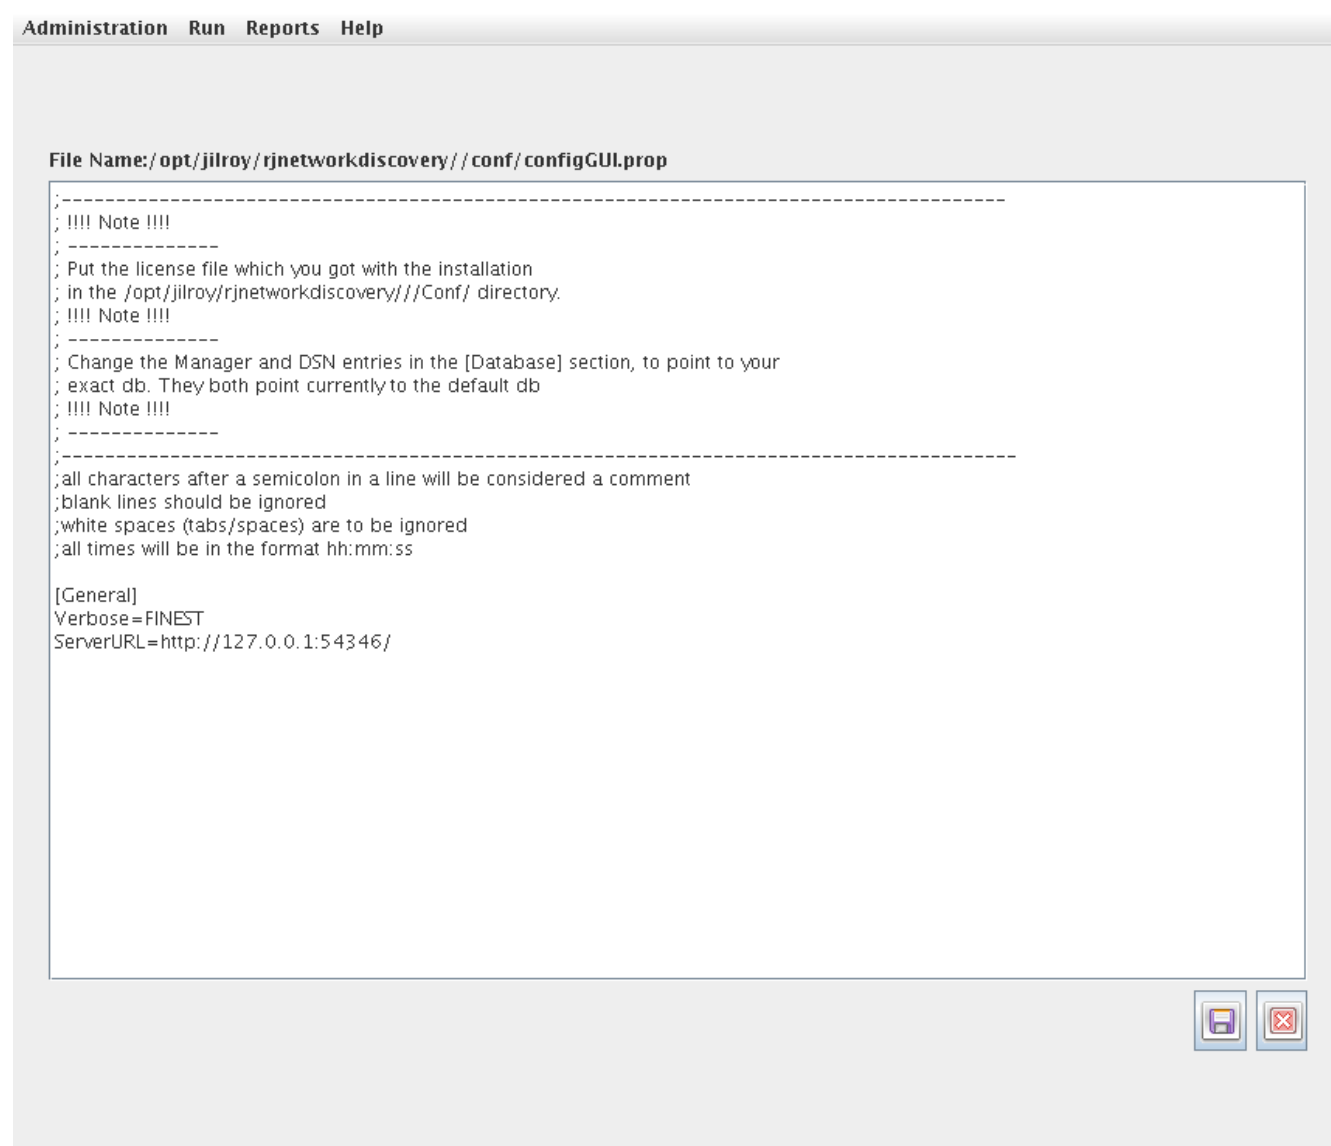 Administration Run Reports Help
File Name:/opt/jilroy/rjnetworkdiscovery//conf/configGUI.prop
;----------------------------------------------------------------------------------------
; !!!! Note !!!!
; --------------
; Put the license file which you got with the installation
; in the /opt/jilroy/rjnetworkdiscovery///Conf/ directory.
; !!!! Note !!!!
; --------------
; Change the Manager and DSN entries in the [Database] section, to point to your
; exact db. They both point currently to the default db
; !!!! Note !!!!
; --------------
;-----------------------------------------------------------------------------------------
;all characters after a semicolon in a line will be considered a comment
;blank lines should be ignored
;white spaces (tabs/spaces) are to be ignored
;all times will be in the format hh:mm:ss
[General]
Verbose=FINEST
ServerURL=http://127.0.0.1:54346/